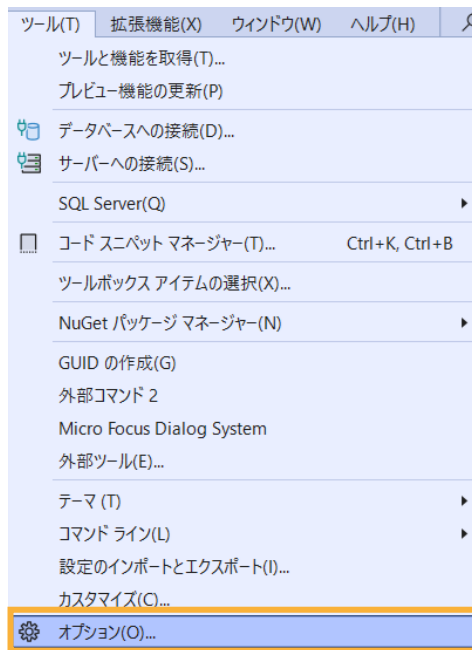 ツール(T) 拡張機能(X) ウィンドウ(W) ヘルプ(H)
ツールと機能を取得(T)...
プレビュー機能の更新(P)
データベースへの接続(D)...
サーバーへの接続(S)...
SQL Server(Q)
コード スニペット マネージャー(T)... Ctrl+K, Ctrl+B
ツールボックス アイテムの選択(X)...
NuGet パッケージ マネージャー(N)
GUID の作成(G)
外部コマンド 2
Micro Focus Dialog System
外部ツール(E)...
テーマ (T)
コマンド ライン(L)
設定のインポートとエクスポート(I)...
カスタマイズ(C)...
オプション(O)...